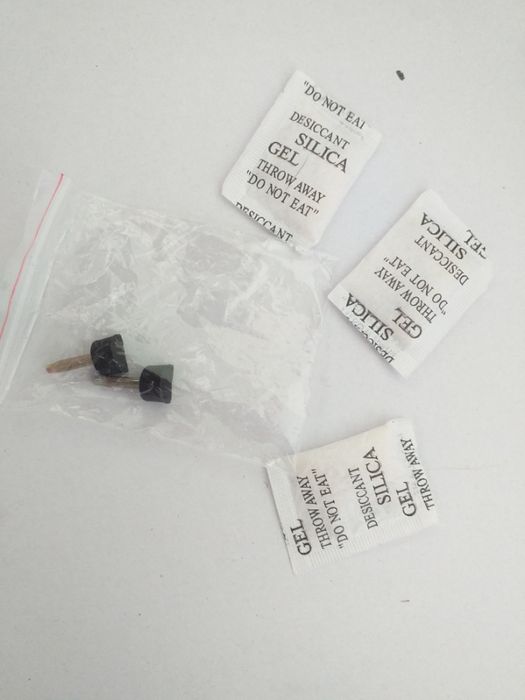 "DO NOT EAT
DESICCANT
SILICA
GEL
THROW AWAY
"DO NOT EAT"
DESICCANT
GEL
SILICA
DESICCANT
"DO NOT EAT"
THROW AWAY
GEL
SILICA
GEL
THROW AWAY
"DO NOT EAT"
DESICCANT
SILICA
GEL
THROW AWAY